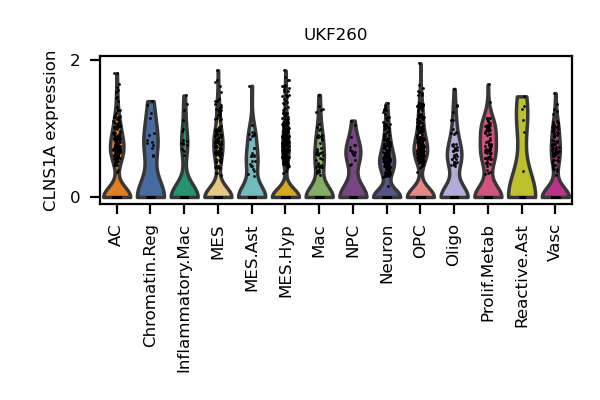 UKF260
CLNS1A expression
2
0
AC
Chromatin.Reg
Inflammatory.Mac
MES
MES.Ast
MES.Hyp
Mac
NPC
Neuron
OPC
Oligo
Prolif.Metab
Reactive.Ast
Vasc